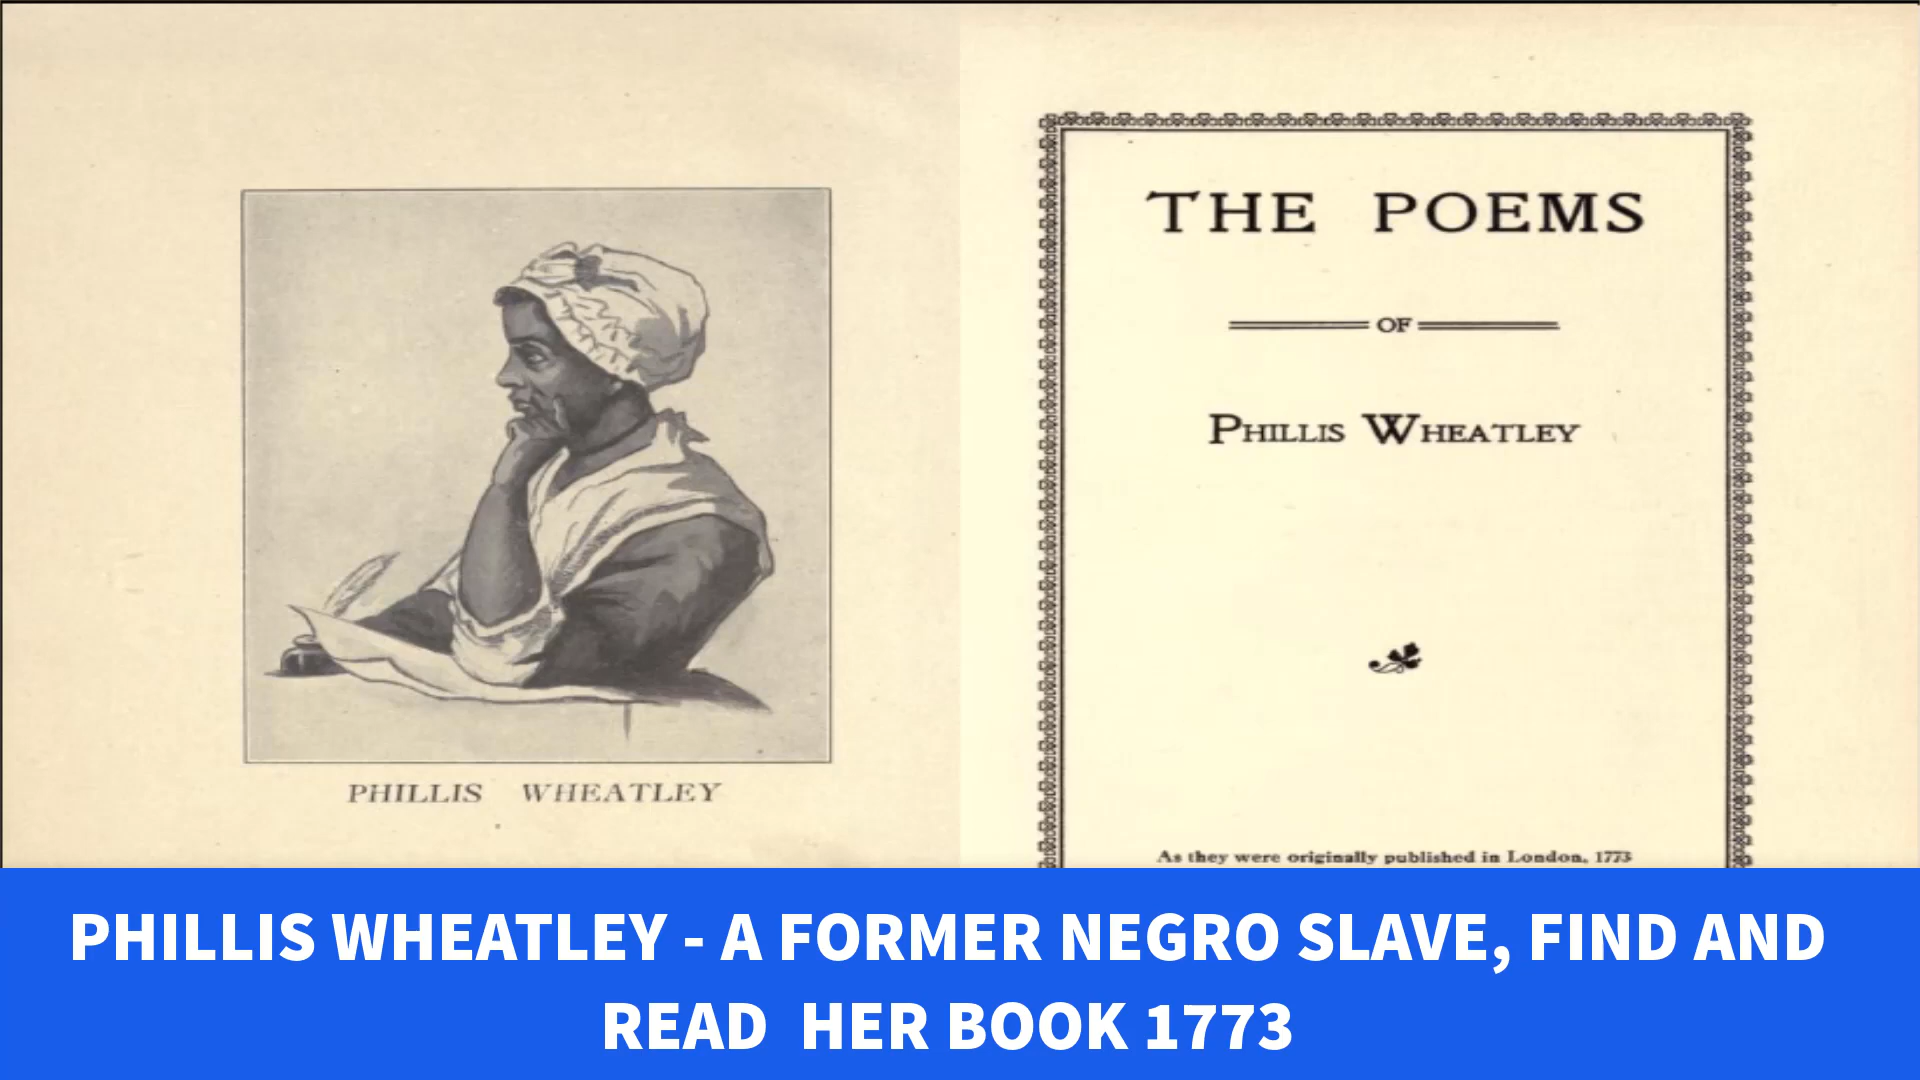 PHILLIS WHEATLEY
THE POEMS
OF
PHILLIS WHEATLEY
As they were originally published in London, 1773
PHILLIS WHEATLEY - A FORMER NEGRO SLAVE, FIND AND
READ HER BOOK 1773